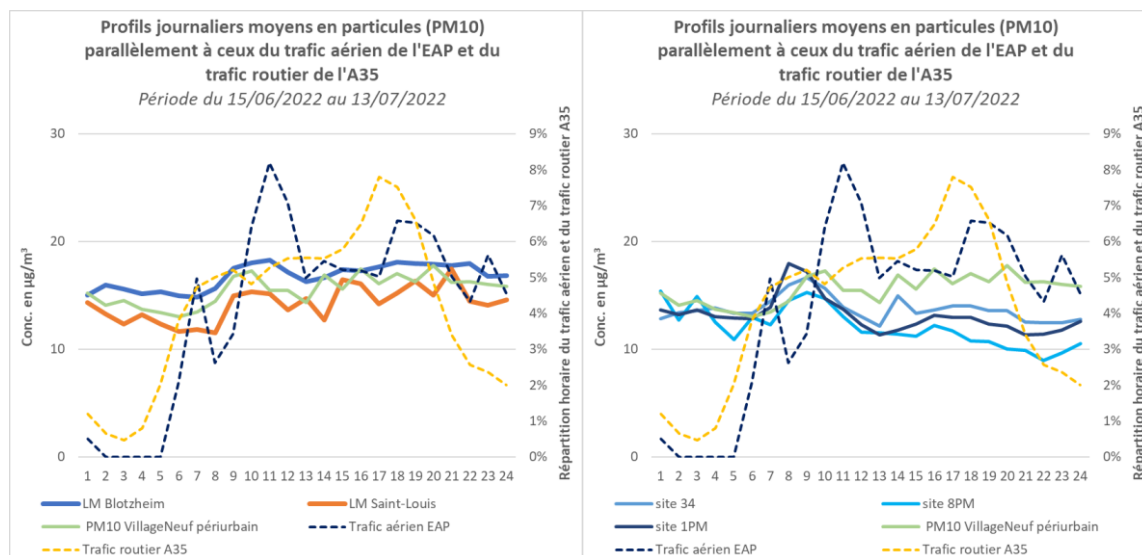 Profils journaliers moyens en particules (PM10)
parallèlement à ceux du trafic aérien de l'EAP et du
trafic routier de l'A35
Période du 15/06/2022 au 13/07/2022
30
20
10
0
Conc. en µg/m³
9%
8%
7%
6%
5%
4%
3%
2%
1%
0%
Répartition horaire du trafic aérien et du trafic routier A35
1 2 3 4 5 6 7 8 9 10 11 12 13 14 15 16 17 18 19 20 21 22 23 24
LM Blotzheim
LM Saint-Louis
PM10 VillageNeuf périurbain
Trafic aérien EAP
Trafic routier A35
Profils journaliers moyens en particules (PM10)
parallèlement à ceux du trafic aérien de l'EAP et du
trafic routier de l'A35
Période du 15/06/2022 au 13/07/2022
30
20
10
0
Conc. en µg/m³
9%
8%
7%
6%
5%
4%
3%
2%
1%
0%
Répartition horaire du trafic aérien et du trafic routier A35
1 2 3 4 5 6 7 8 9 10 11 12 13 14 15 16 17 18 19 20 21 22 23 24
site 34
site 8PM
site 1PM
PM10 VillageNeuf périurbain
Trafic aérien EAP
Trafic routier A35